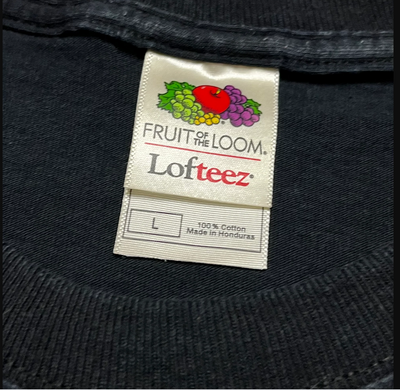 FRUIT OF THE LOOM®
Lofteez®
L
100% Cotton
Made in Honduras